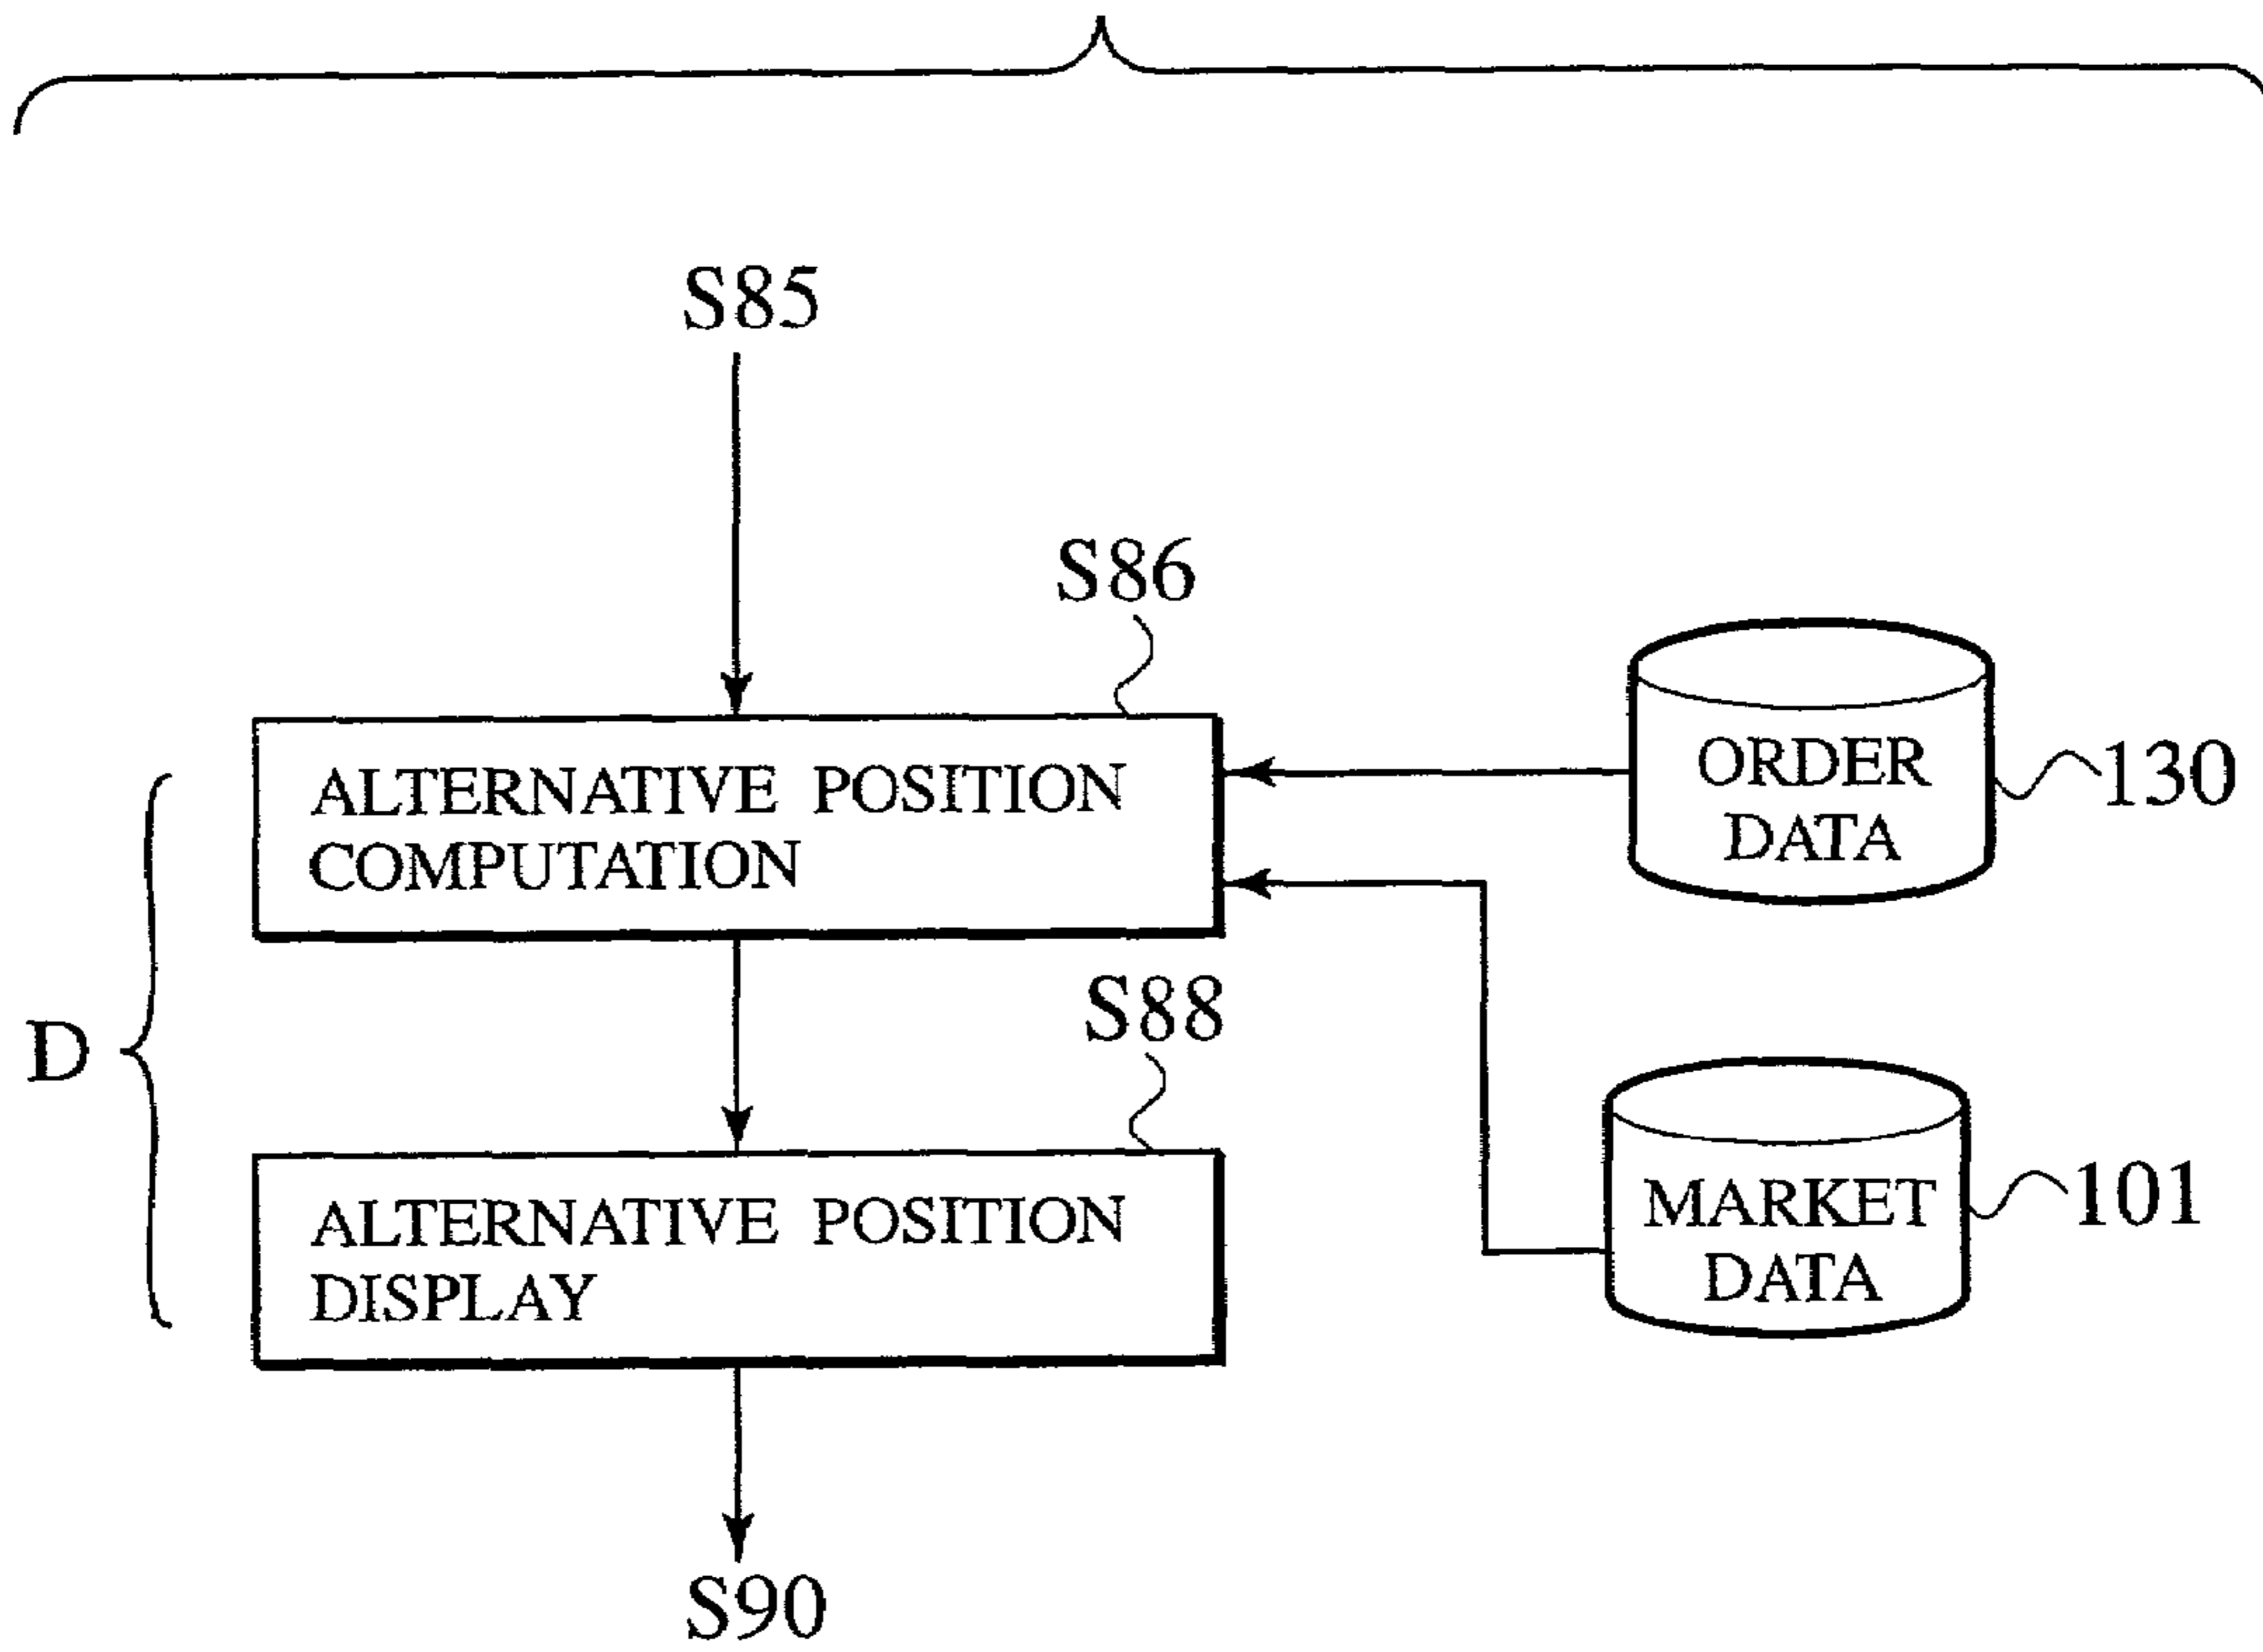 S85
S86
ALTERNATIVE POSITION
COMPUTATION
ORDER
DATA
130
D
S88
ALTERNATIVE POSITION
DISPLAY
MARKET
DATA
101
S90